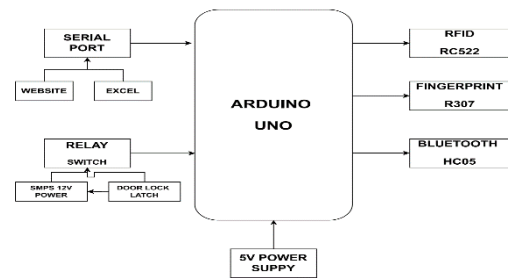 SERIAL
PORT
WEBSITE
EXCEL
RELAY
SWITCH
SMPS 12V
POWER
DOOR LOCK
LATCH
ARDUINO
UNO
5V POWER
SUPPY
RFID
RC522
FINGERPRINT
R307
BLUETOOTH
HC05